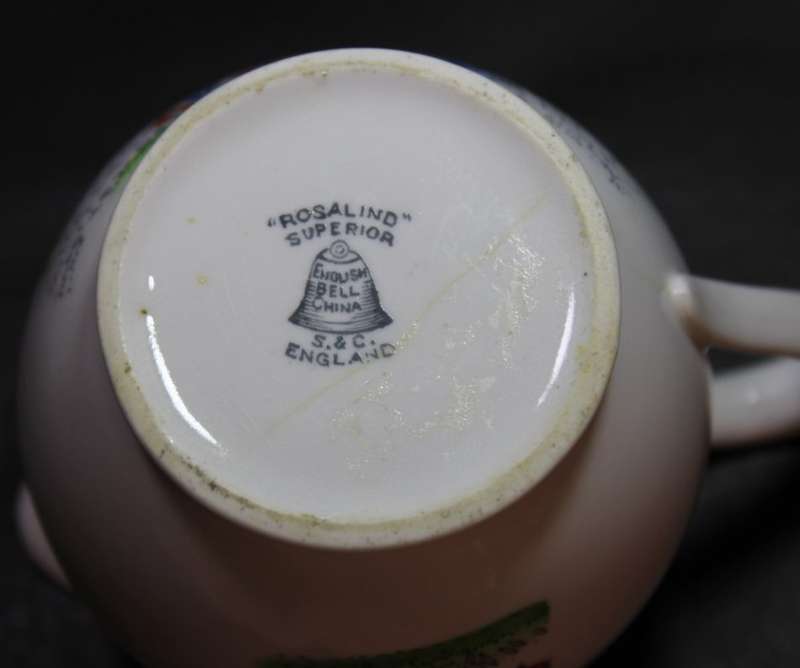 "ROSALIND"
SUPERIOR
ENGLISH
BELL
CHINA
S. & C.
ENGLAND